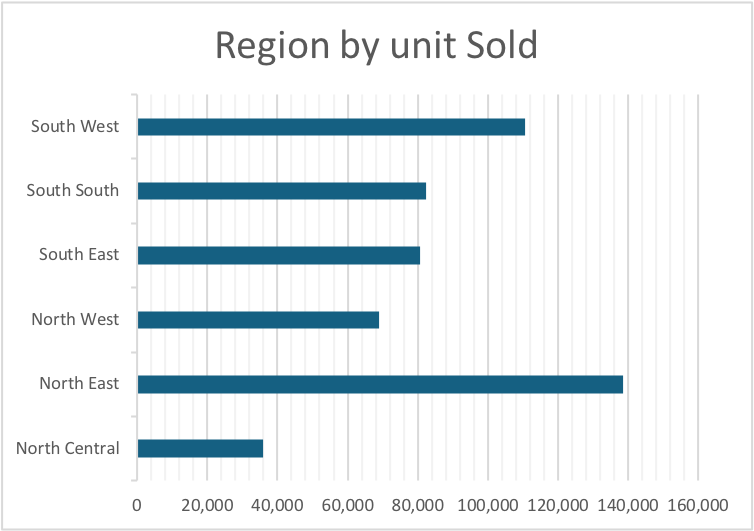 Region by unit Sold
South West
South South
South East
North West
North East
North Central
0 20,000 40,000 60,000 80,000 100,000 120,000 140,000 160,000